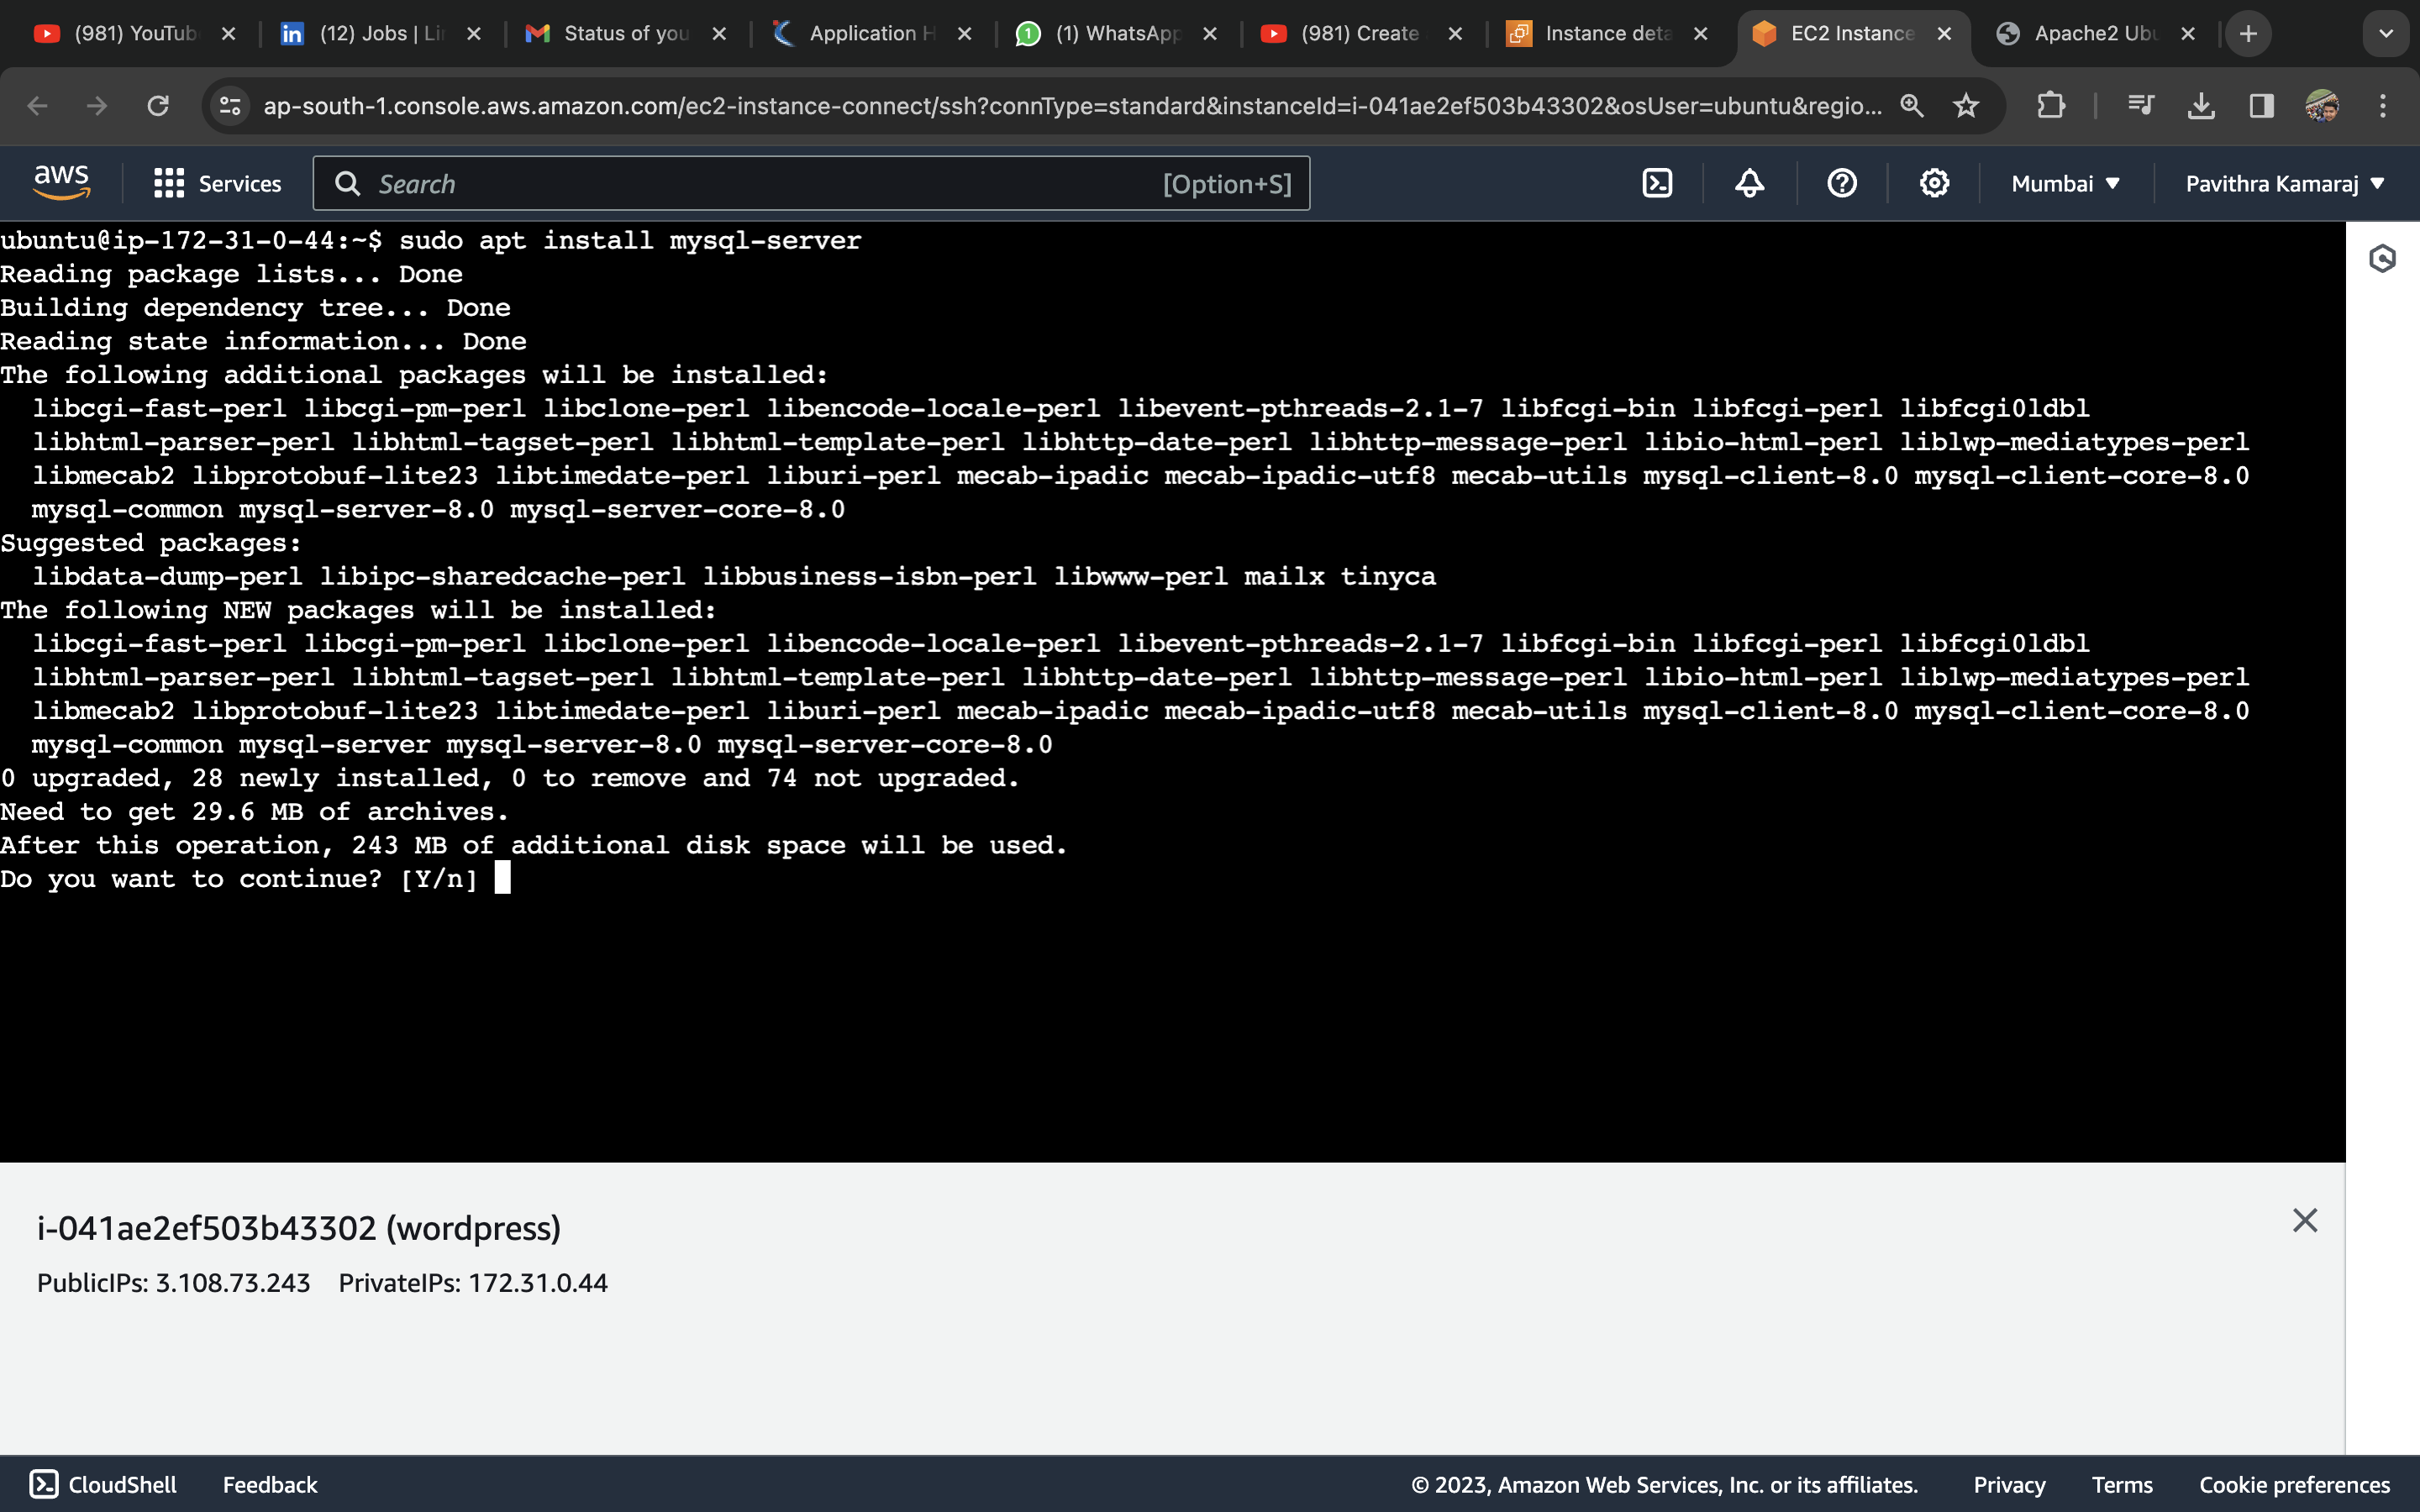 (981) YouTub
(12) Jobs | Li
Status of you
Application H
(1) WhatsApp
(981) Create
Instance deta
EC2 Instance
Apache2 Ubu
ap-south-1.console.aws.amazon.com/ec2-instance-connect/ssh?connType=standard&instanceId=i-041ae2ef503b43302&osUser=ubuntu&regio...
aws
Services
Search
[Option+S]
Mumbai
Pavithra Kamaraj
ubuntu@ip-172-31-0-44:~$ sudo apt install mysql-server
Reading package lists... Done
Building dependency tree... Done
Reading state information... Done
The following additional packages will be installed:
libcgi-fast-perl libcgi-pm-perl libclone-perl libencode-locale-perl libevent-pthreads-2.1-7 libfcgi-bin libfcgi-perl libfcgi0ldbl
libhtml-parser-perl libhtml-tagset-perl libhtml-template-perl libhttp-date-perl libhttp-message-perl libio-html-perl liblwp-mediatypes-perl
libmecab2 libprotobuf-lite23 libtimedate-perl liburi-perl mecab-ipadic mecab-ipadic-utf8 mecab-utils mysql-client-8.0 mysql-client-core-8.0
mysql-common mysql-server-8.0 mysql-server-core-8.0
Suggested packages:
libdata-dump-perl libipc-sharedcache-perl libbusiness-isbn-perl libwww-perl mailx tinyca
The following NEW packages will be installed:
libcgi-fast-perl libcgi-pm-perl libclone-perl libencode-locale-perl libevent-pthreads-2.1-7 libfcgi-bin libfcgi-perl libfcgi0ldbl
libhtml-parser-perl libhtml-tagset-perl libhtml-template-perl libhttp-date-perl libhttp-message-perl libio-html-perl liblwp-mediatypes-perl
libmecab2 libprotobuf-lite23 libtimedate-perl liburi-perl mecab-ipadic mecab-ipadic-utf8 mecab-utils mysql-client-8.0 mysql-client-core-8.0
mysql-common mysql-server mysql-server-8.0 mysql-server-core-8.0
0 upgraded, 28 newly installed, 0 to remove and 74 not upgraded.
Need to get 29.6 MB of archives.
After this operation, 243 MB of additional disk space will be used.
Do you want to continue? [Y/n]
i-041ae2ef503b43302 (wordpress)
PublicIPs: 3.108.73.243 PrivateIPs: 172.31.0.44
CloudShell
Feedback
© 2023, Amazon Web Services, Inc. or its affiliates.
Privacy
Terms
Cookie preferences